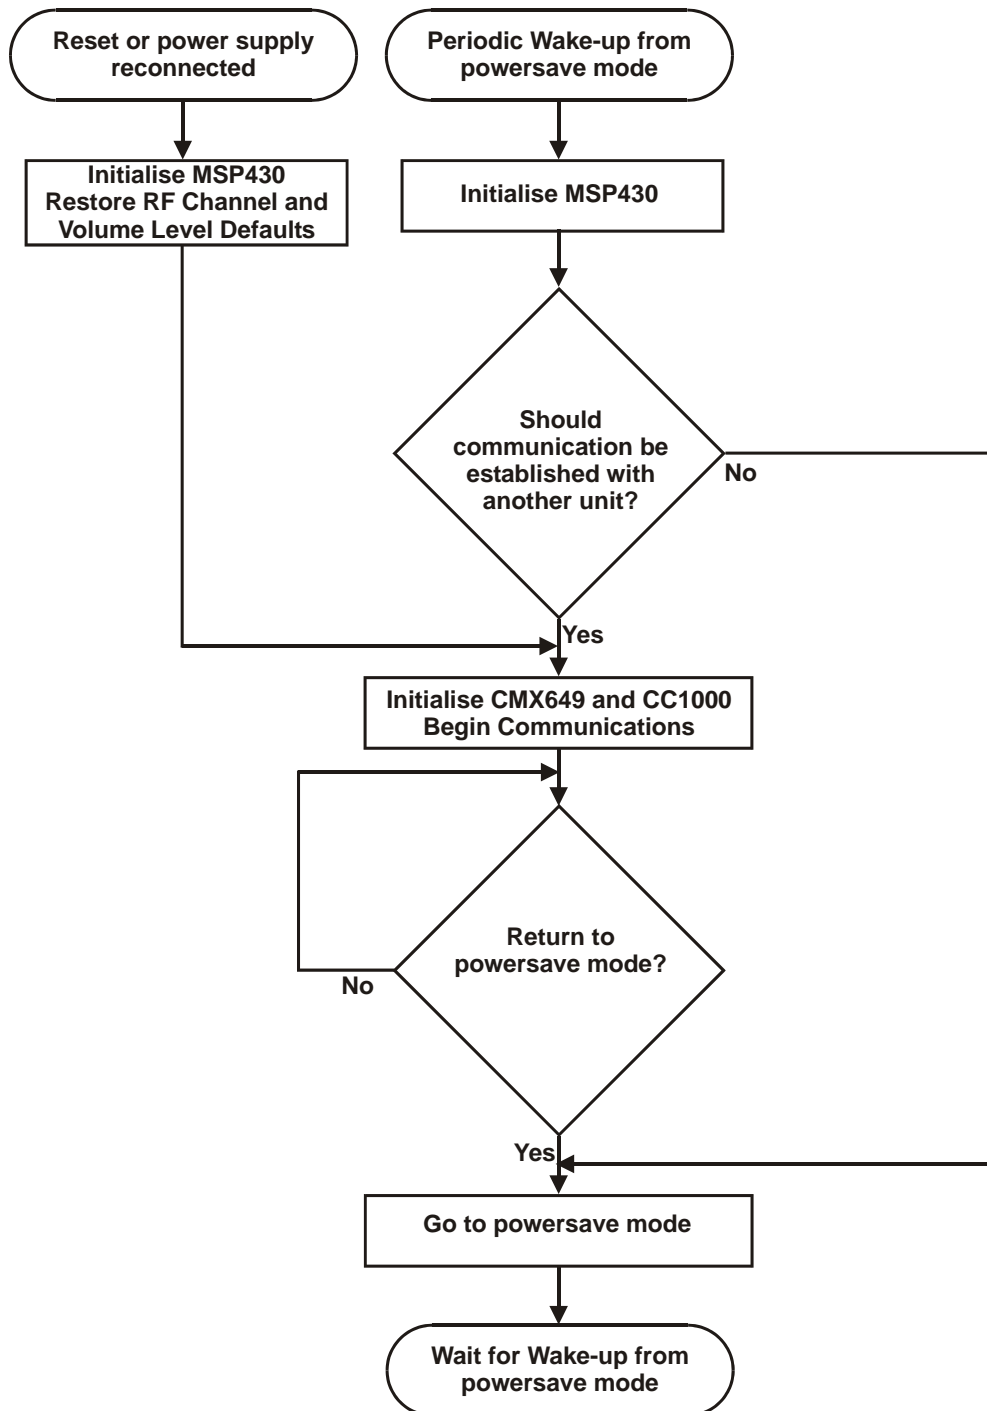 Reset or power supply
reconnected
Periodic Wake-up from
powersave mode
Initialise MSP430
Restore RF Channel and
Volume Level Defaults
Initialise MSP430
Should
communication be
established with
another unit?
No
Yes
Initialise CMX649 and CC1000
Begin Communications
Return to
powersave mode?
No
Yes
Go to powersave mode
Wait for Wake-up from
powersave mode